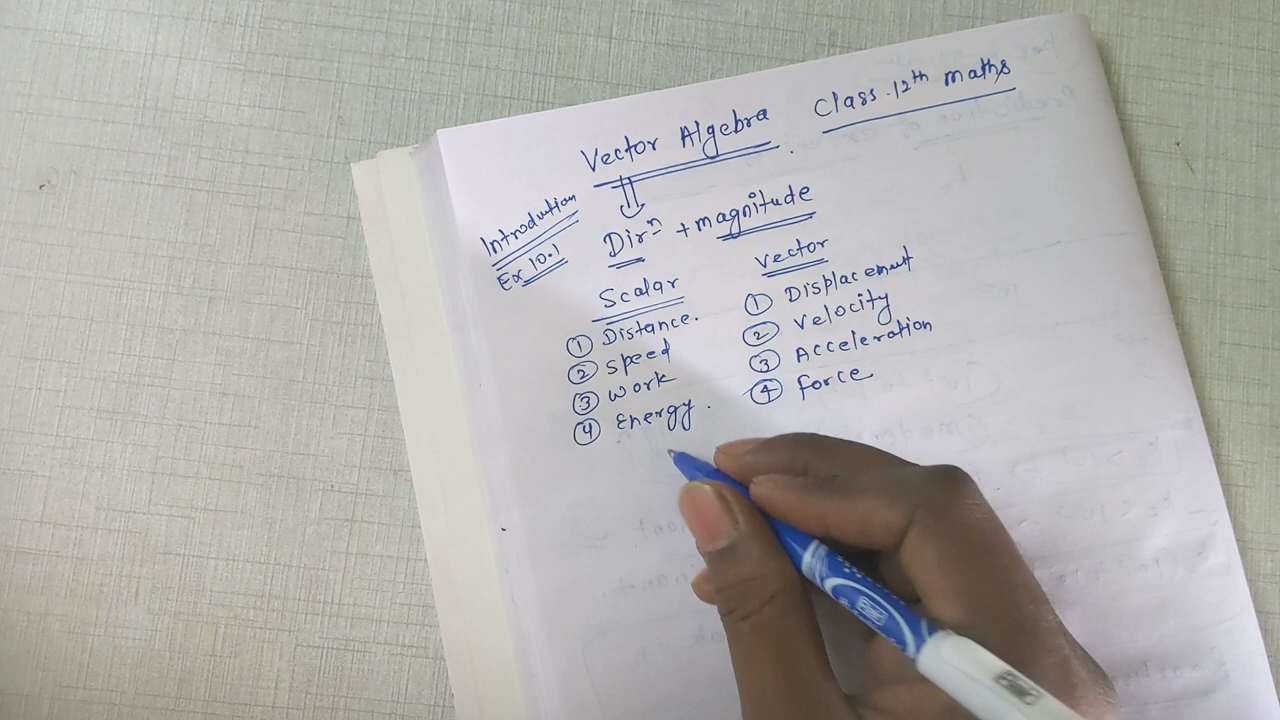 Vector Algebra Class. 12th maths
Introdution
Ex 10.1
Dirn + magnitude
Scalar
① Distance.
② Speed
③ Work
④ Energy.
Vector
① Displacement
② Velocity
③ Acceleration
④ force